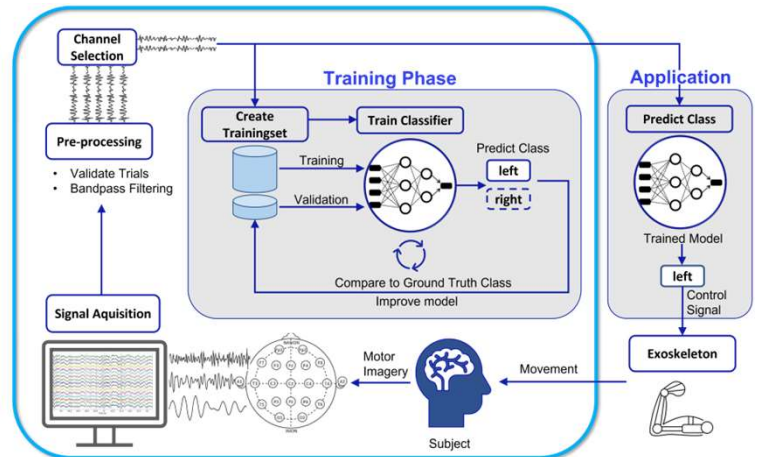 Channel
Selection
Training Phase
Application
Create
Trainingset
Train Classifier
Predict Class
Pre-processing
• Validate Trials
• Bandpass Filtering
Training
Validation
Predict Class
left
right
Trained Model
Compare to Ground Truth Class
Improve model
left
Control
Signal
Signal Aquisition
Exoskeleton
Motor
Imagery
Movement
Subject